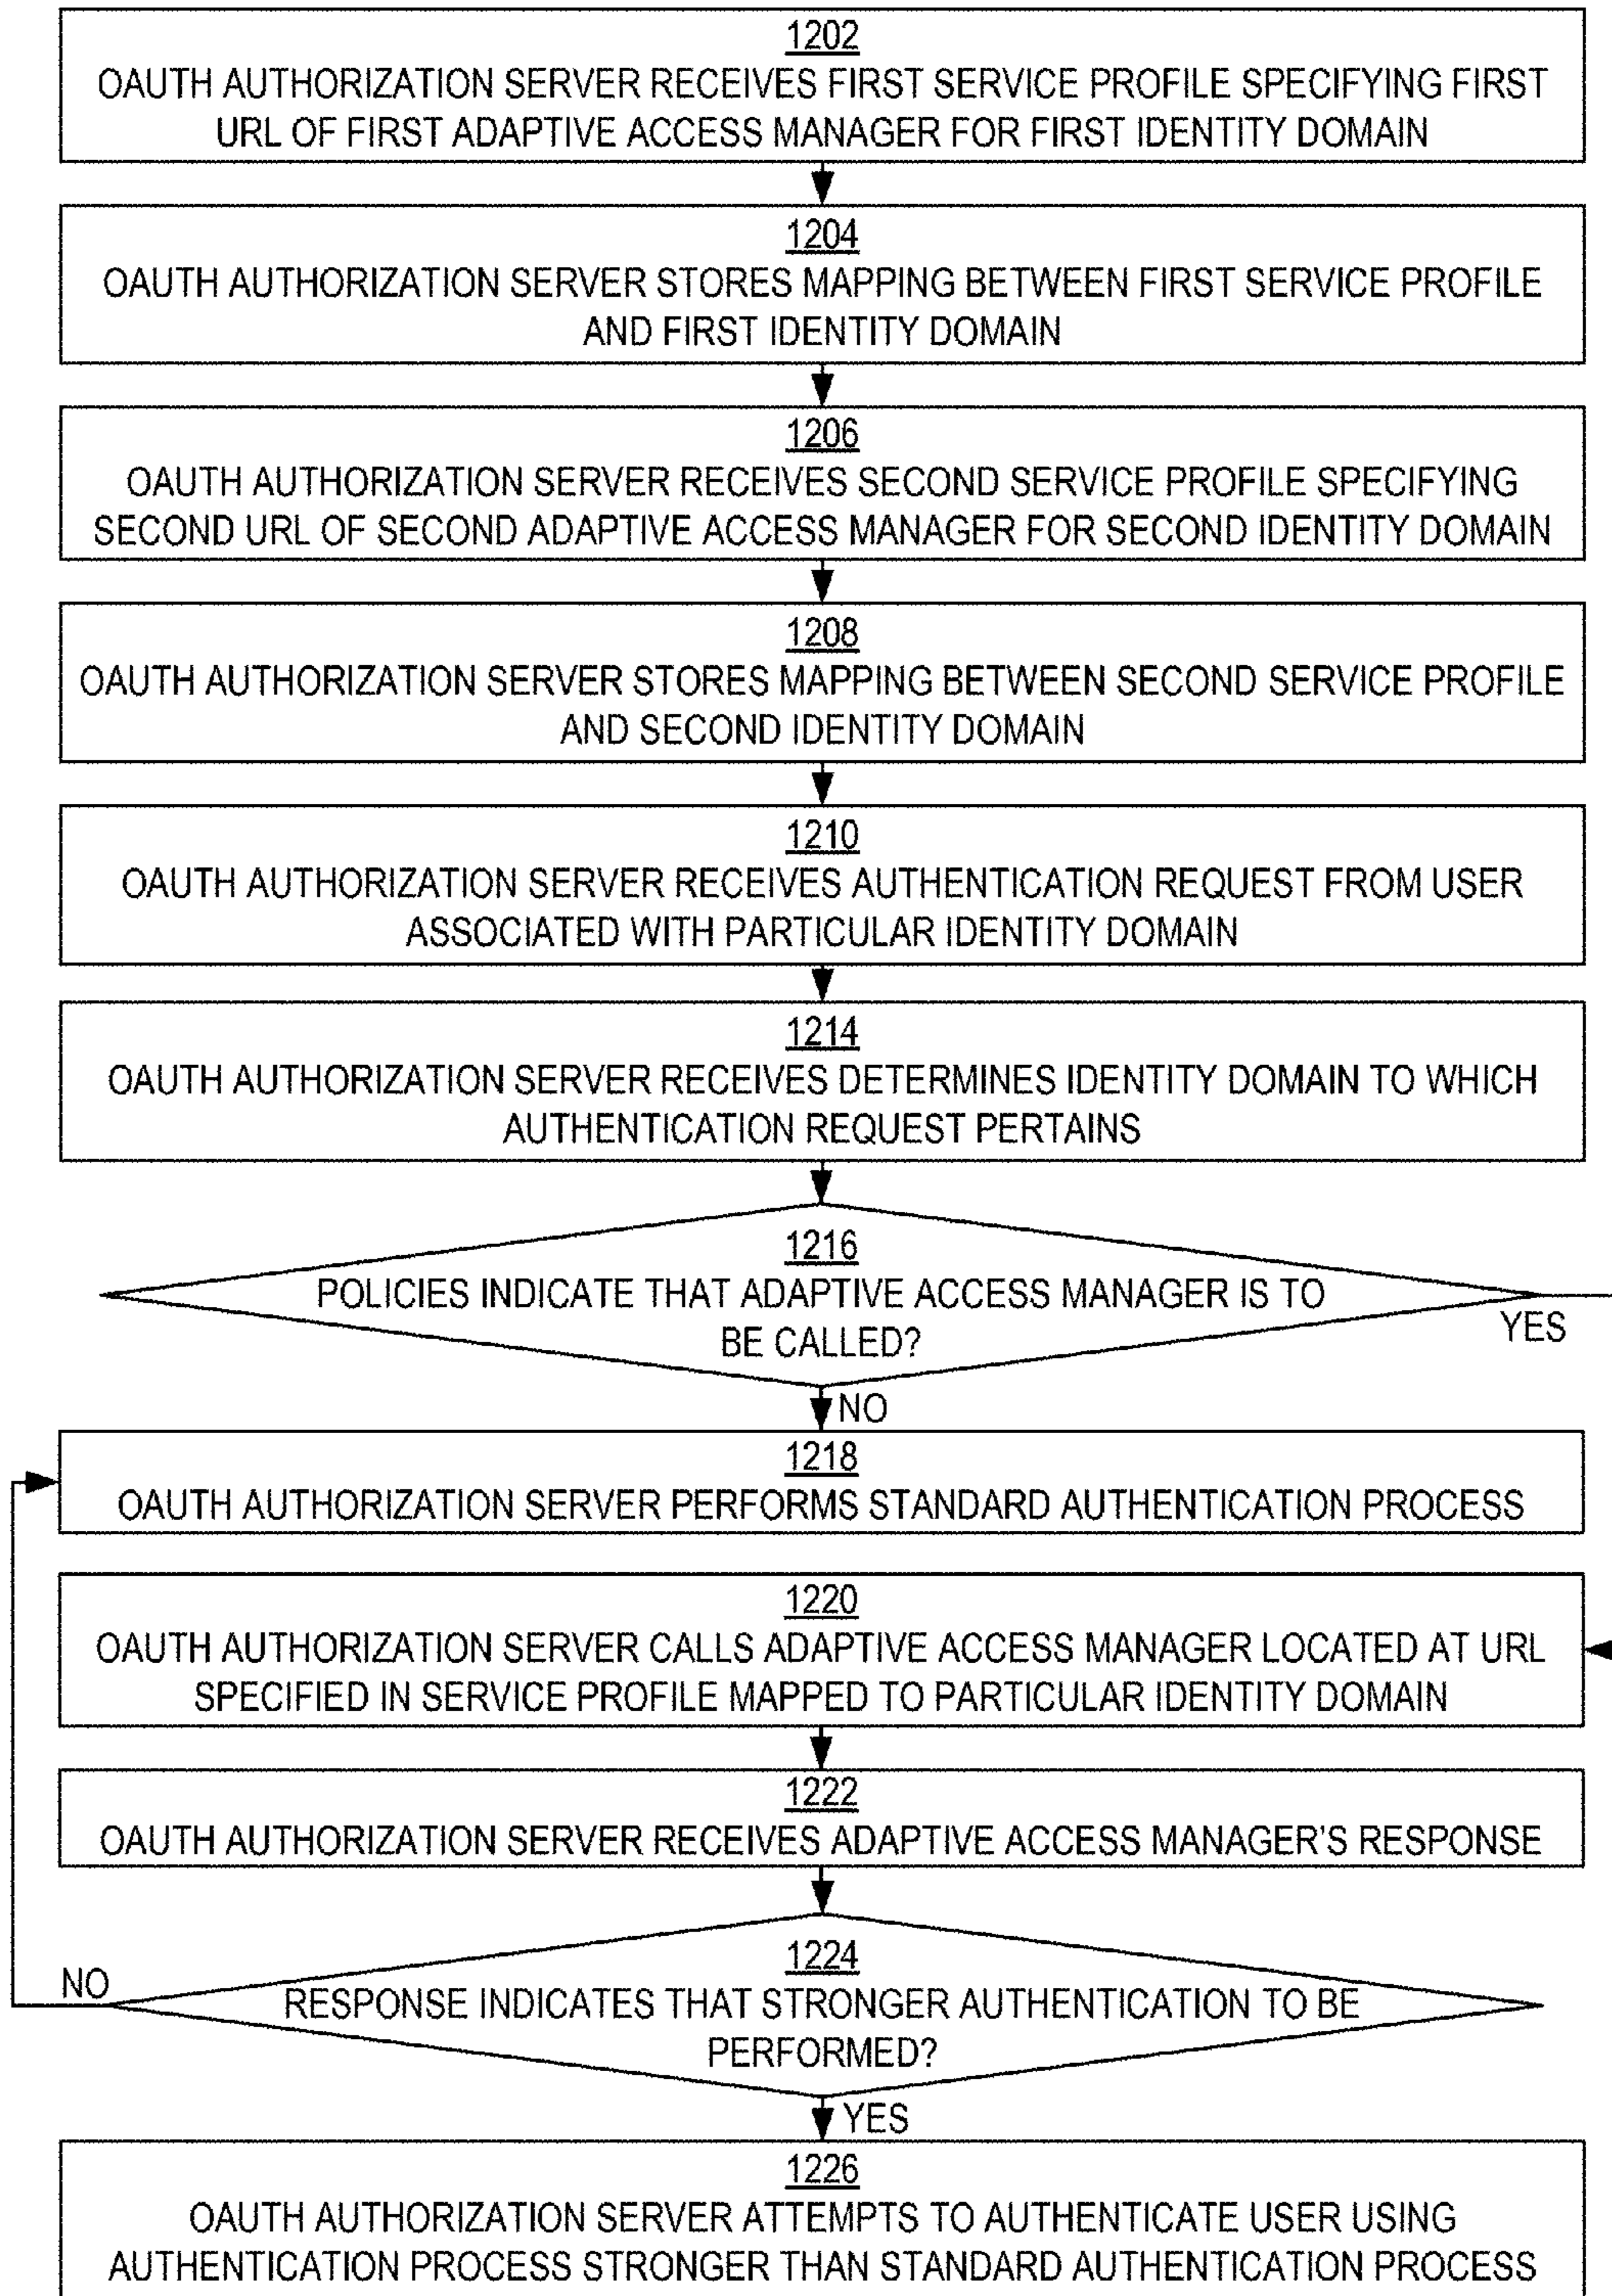 1202
OAUTH AUTHORIZATION SERVER RECEIVES FIRST SERVICE PROFILE SPECIFYING FIRST
URL OF FIRST ADAPTIVE ACCESS MANAGER FOR FIRST IDENTITY DOMAIN
1204
OAUTH AUTHORIZATION SERVER STORES MAPPING BETWEEN FIRST SERVICE PROFILE
AND FIRST IDENTITY DOMAIN
1206
OAUTH AUTHORIZATION SERVER RECEIVES SECOND SERVICE PROFILE SPECIFYING
SECOND URL OF SECOND ADAPTIVE ACCESS MANAGER FOR SECOND IDENTITY DOMAIN
1208
OAUTH AUTHORIZATION SERVER STORES MAPPING BETWEEN SECOND SERVICE PROFILE
AND SECOND IDENTITY DOMAIN
1210
OAUTH AUTHORIZATION SERVER RECEIVES AUTHENTICATION REQUEST FROM USER
ASSOCIATED WITH PARTICULAR IDENTITY DOMAIN
1214
OAUTH AUTHORIZATION SERVER RECEIVES DETERMINES IDENTITY DOMAIN TO WHICH
AUTHENTICATION REQUEST PERTAINS
1216
POLICIES INDICATE THAT ADAPTIVE ACCESS MANAGER IS TO
BE CALLED?
YES
NO
1218
OAUTH AUTHORIZATION SERVER PERFORMS STANDARD AUTHENTICATION PROCESS
1220
OAUTH AUTHORIZATION SERVER CALLS ADAPTIVE ACCESS MANAGER LOCATED AT URL
SPECIFIED IN SERVICE PROFILE MAPPED TO PARTICULAR IDENTITY DOMAIN
1222
OAUTH AUTHORIZATION SERVER RECEIVES ADAPTIVE ACCESS MANAGER'S RESPONSE
1224
NO
RESPONSE INDICATES THAT STRONGER AUTHENTICATION TO BE
PERFORMED?
YES
1226
OAUTH AUTHORIZATION SERVER ATTEMPTS TO AUTHENTICATE USER USING
AUTHENTICATION PROCESS STRONGER THAN STANDARD AUTHENTICATION PROCESS